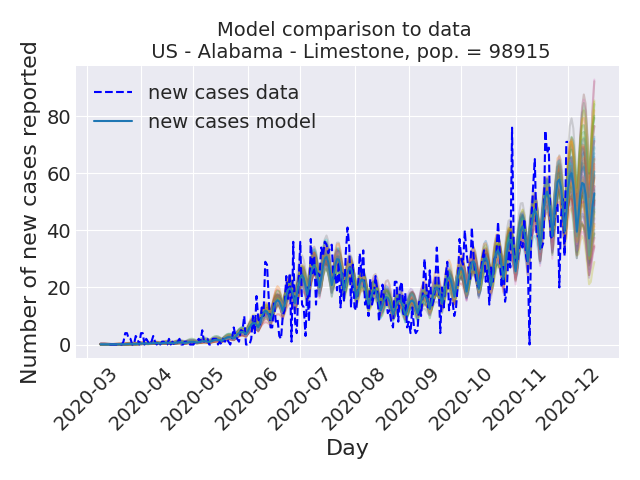 Model comparison to data
US - Alabama - Limestone, pop. = 98915
Number of new cases reported
80
60
40
20
0
new cases data
new cases model
2020-03
2020-04
2020-05
2020-06
2020-07
2020-08
2020-09
2020-10
2020-11
2020-12
Day